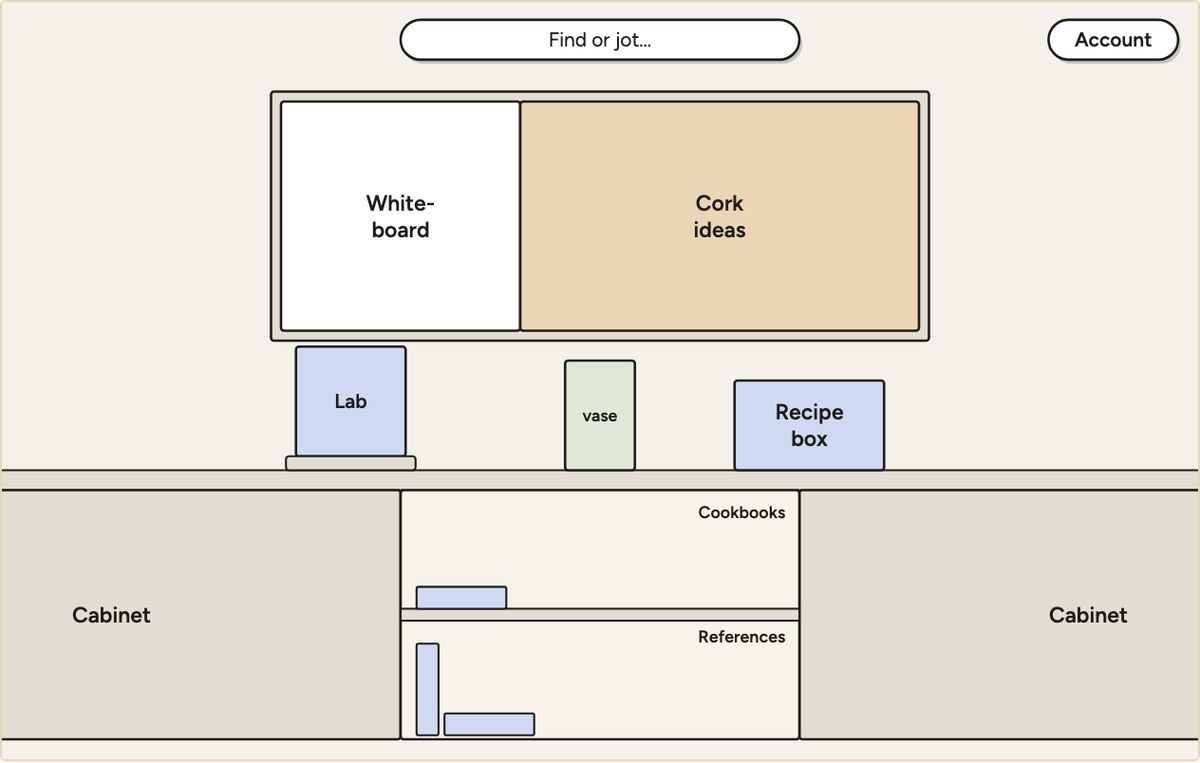 Find or jot...
Account
White-
board
Cork
ideas
Lab
vase
Recipe
box
Cookbooks
Cabinet
Cabinet
References